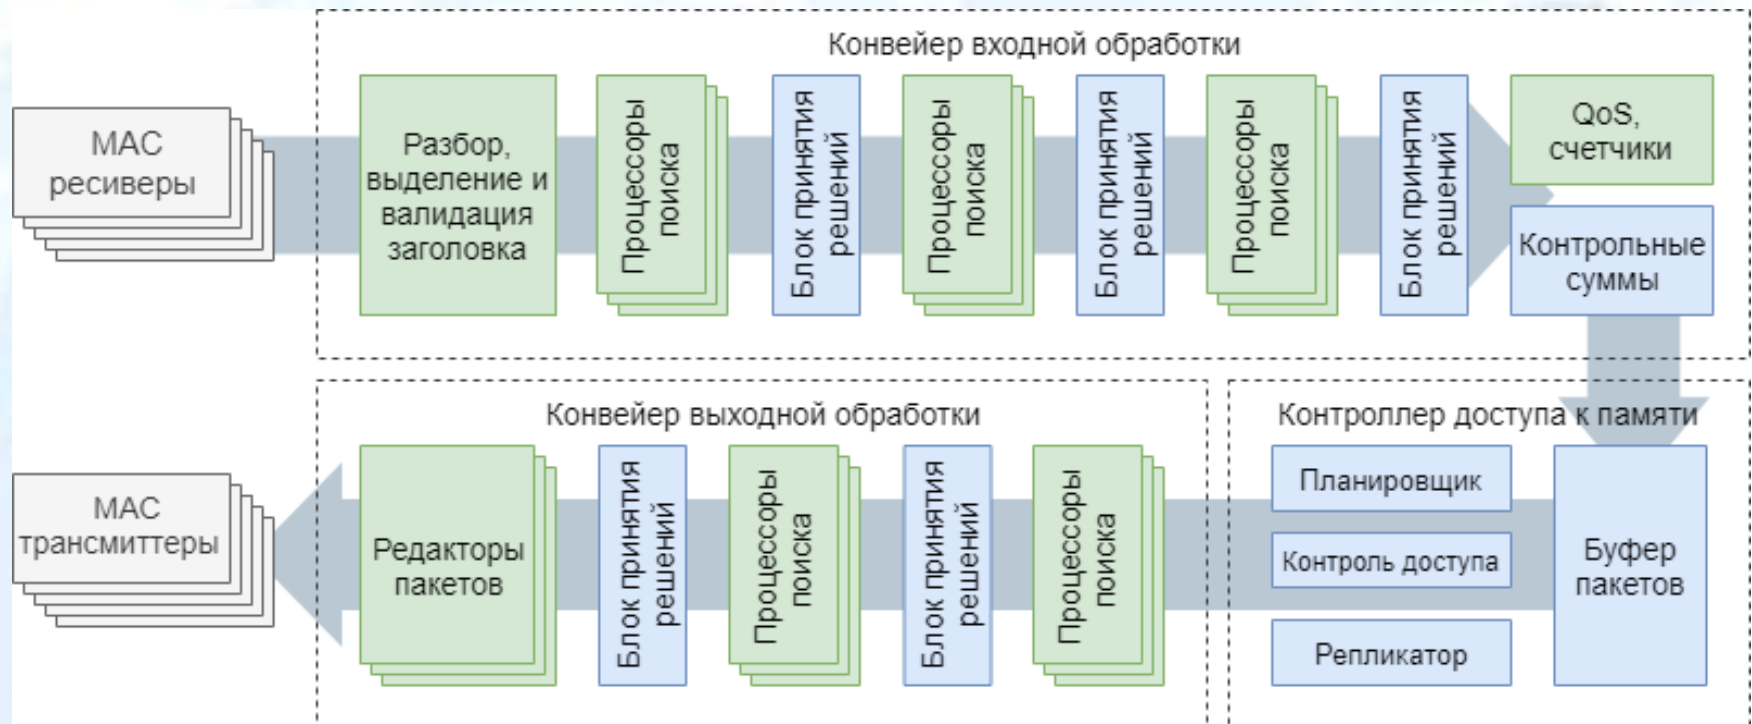 Конвейер входной обработки
MAC
ресиверы
Разбор,
выделение и
валидация
заголовка
Процессоры
поиска
Блок принятия
решений
Процессоры
поиска
Блок принятия
решений
Процессоры
поиска
Блок принятия
решений
QoS,
счетчики
Контрольные
суммы
Конвейер выходной обработки
Контроллер доступа к памяти
MAC
трансмиттеры
Редакторы
пакетов
Блок принятия
решений
Процессоры
поиска
Блок принятия
решений
Процессоры
поиска
Планировщик
Контроль доступа
Репликатор
Буфер
пакетов